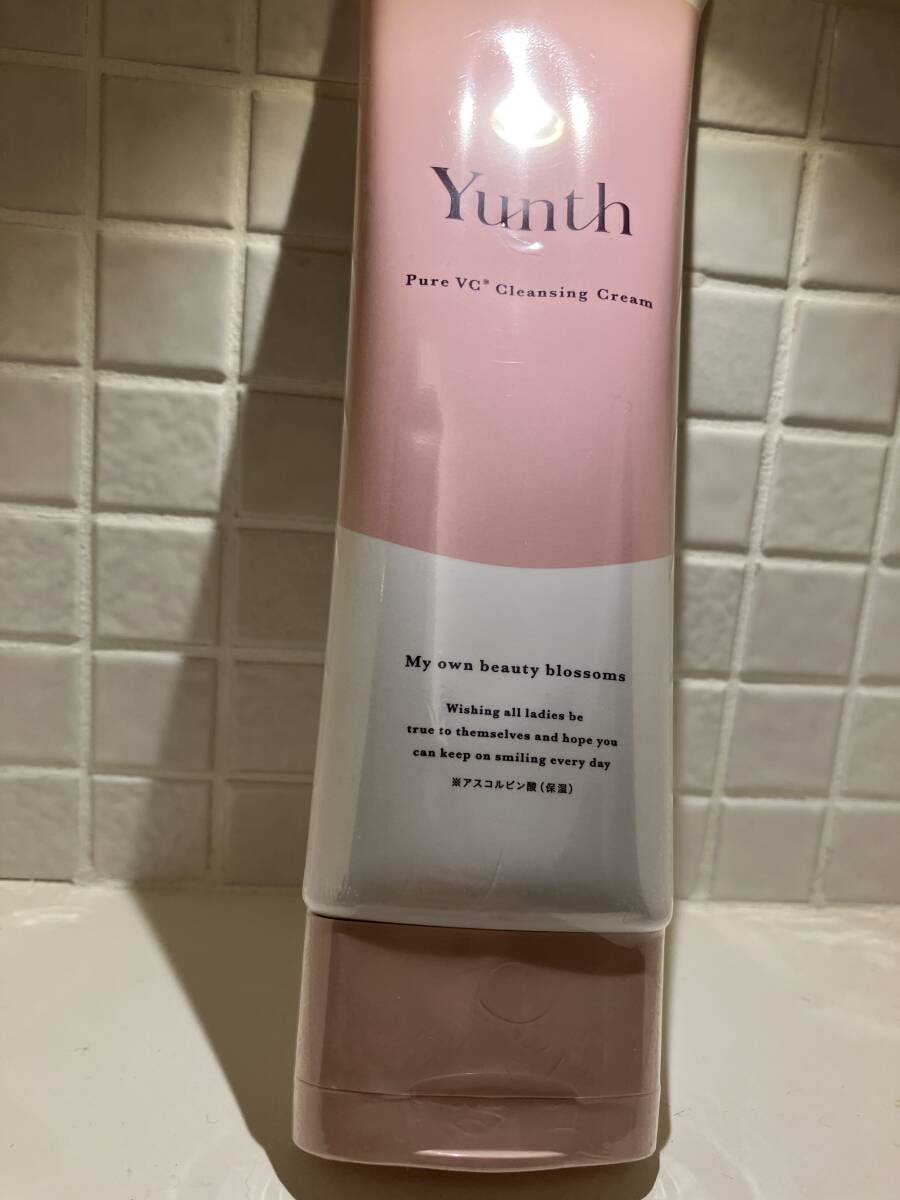 Yunth
Pure VC※ Cleansing Cream
My own beauty blossoms
Wishing all ladies be
true to themselves and hope you
can keep on smiling every day
※アスコルビン酸(保湿)